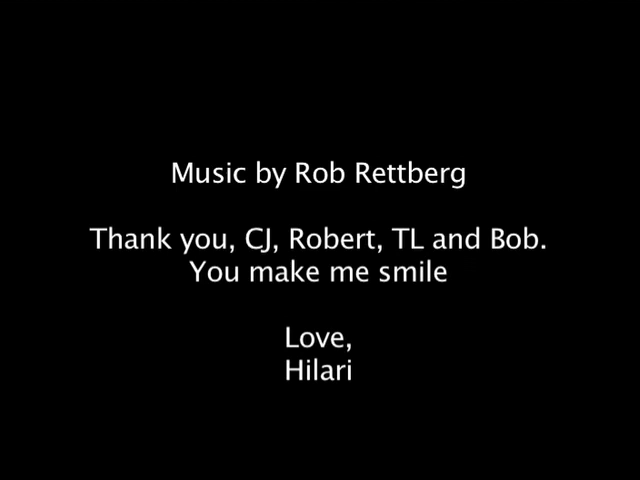 Music by Rob Rettberg
Thank you, CJ, Robert, TL and Bob.
You make me smile
Love,
Hilari